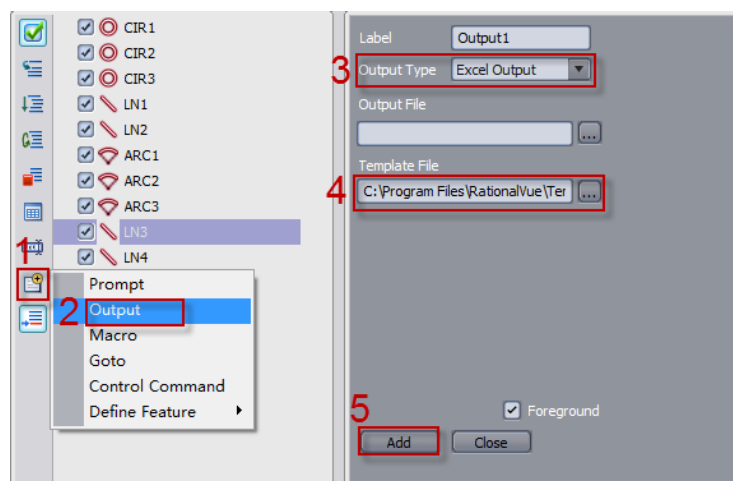 CIR1
CIR2
CIR3
LN1
LN2
ARC1
ARC2
ARC3
LN3
LN4
1
Prompt
2 Output
Macro
Goto
Control Command
Define Feature
Label Output1
3 Output Type Excel Output
Output File
...
Template File
4 C:\Program Files\RationalVue\Ter ...
Foreground
5
Add Close